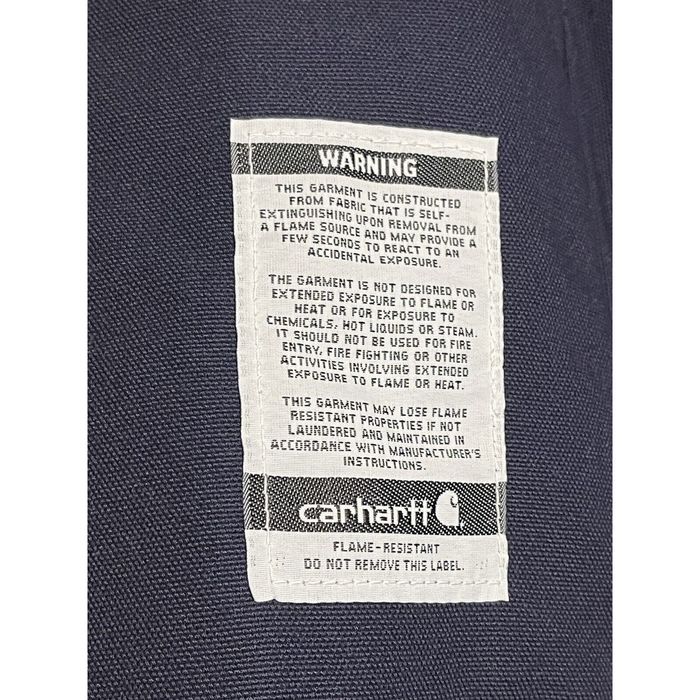 WARNING
THIS GARMENT IS CONSTRUCTED
FROM FABRIC THAT IS SELF-
EXTINGUISHING UPON REMOVAL FROM
A FLAME SOURCE AND MAY PROVIDE A
FEW SECONDS TO REACT TO AN
ACCIDENTAL EXPOSURE.
THE GARMENT IS NOT DESIGNED FOR
EXTENDED EXPOSURE TO FLAME OR
HEAT OR FOR EXPOSURE TO
CHEMICALS, HOT LIQUIDS OR STEAM.
IT SHOULD NOT BE USED FOR FIRE
ENTRY, FIRE FIGHTING OR OTHER
ACTIVITIES INVOLVING EXTENDED
EXPOSURE TO FLAME OR HEAT.
THIS GARMENT MAY LOSE FLAME
RESISTANT PROPERTIES IF NOT
LAUNDERED AND MAINTAINED IN
ACCORDANCE WITH MANUFACTURER'S
INSTRUCTIONS.
carhartt
FLAME-RESISTANT
DO NOT REMOVE THIS LABEL.